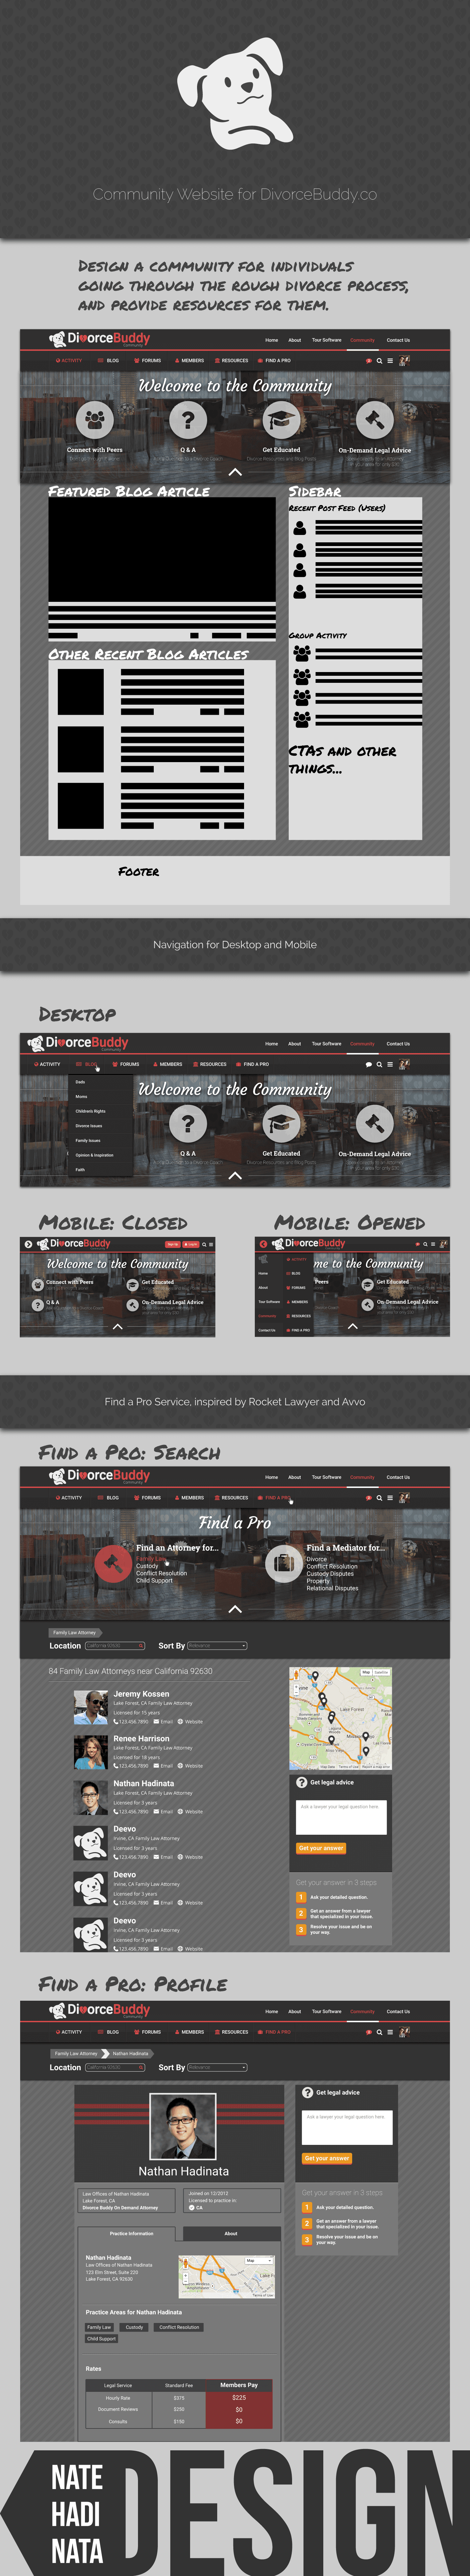 Community Website for DivorceBuddy.co
Design a community for individuals
going through the rough divorce process,
and provide resources for them.
DivorceBuddy
Community
Home About Tour Software Community Contact Us
ACTIVITY BLOG FORUMS MEMBERS RESOURCES FIND A PRO
Welcome to the Community
Connect with Peers
Q & A
Get Educated
On-Demand Legal Advice
Featured Blog Article
Sidebar
Recent Post Feed (Users)
Group Activity
Other Recent Blog Articles
CTAs and other
things...
Footer
Navigation for Desktop and Mobile
Desktop
DivorceBuddy
Community
Home About Tour Software Community Contact Us
ACTIVITY BLOG FORUMS MEMBERS RESOURCES FIND A PRO
Dads
Moms
Children's Rights
Divorce Issues
Family Issues
Opinion & Inspiration
Faith
Welcome to the Community
Q & A
Get Educated
On-Demand Legal Advice
Mobile: Closed
Mobile: Opened
DivorceBuddy
Sign Up Log In
Welcome to the Community
Connect with Peers
Get Educated
Q & A
On-Demand Legal Advice
DivorceBuddy
Home
About
Tour Software
Community
Contact Us
ACTIVITY
BLOG
FORUMS
MEMBERS
RESOURCES
FIND A PRO
me to the Community
Peers
Get Educated
On-Demand Legal Advice
Find a Pro Service, inspired by Rocket Lawyer and Avvo
Find a Pro: Search
DivorceBuddy
Community
Home About Tour Software Community Contact Us
ACTIVITY BLOG FORUMS MEMBERS RESOURCES FIND A PRO
Find a Pro
Find an Attorney for...
Family Law
Custody
Conflict Resolution
Child Support
Find a Mediator for...
Divorce
Conflict Resolution
Custody Disputes
Property
Relational Disputes
Family Law Attorney
Location California 92630 Sort By Relevance
84 Family Law Attorneys near California 92630
Jeremy Kossen
Lake Forest, CA Family Law Attorney
Licensed for 15 years
123.456.7890 Email Website
Renee Harrison
Lake Forest, CA Family Law Attorney
Licensed for 18 years
123.456.7890 Email Website
Nathan Hadinata
Lake Forest, CA Family Law Attorney
Licensed for 3 years
123.456.7890 Email Website
Deevo
Irvine, CA Family Law Attorney
Licensed for 3 years
123.456.7890 Email Website
Deevo
Irvine, CA Family Law Attorney
Licensed for 3 years
123.456.7890 Email Website
Deevo
Irvine, CA Family Law Attorney
Licensed for 3 years
123.456.7890 Email Website
Map Satellite
Lake Forest
Get legal advice
Ask a lawyer your legal question here.
Get your answer
Get your answer in 3 steps
1 Ask your detailed question.
2 Get an answer from a lawyer
that specialized in your issue.
3 Resolve your issue and be on
your way.
Find a Pro: Profile
DivorceBuddy
Community
Home About Tour Software Community Contact Us
ACTIVITY BLOG FORUMS MEMBERS RESOURCES FIND A PRO
Family Law Attorney Nathan Hadinata
Location California 92630 Sort By Relevance
Nathan Hadinata
Law Offices of Nathan Hadinata
Lake Forest, CA
Divorce Buddy On Demand Attorney
Joined on 12/2013
Licensed to practice in:
CA
Practice Information About
Nathan Hadinata
Law Offices of Nathan Hadinata
123 Elm Street, Suite 220
Lake Forest, CA 92630
Map
Practice Areas for Nathan Hadinata
Family Law Custody Conflict Resolution
Child Support
Rates
Legal Service Standard Fee Members Pay
Hourly Rate $375 $225
Document Reviews $250 $0
Consults $150 $0
Get legal advice
Ask a lawyer your legal question here.
Get your answer
Get your answer in 3 steps
1 Ask your detailed question.
2 Get an answer from a lawyer
that specialized in your issue.
3 Resolve your issue and be on
your way.
NATE
HADI
NATA
DESIGN